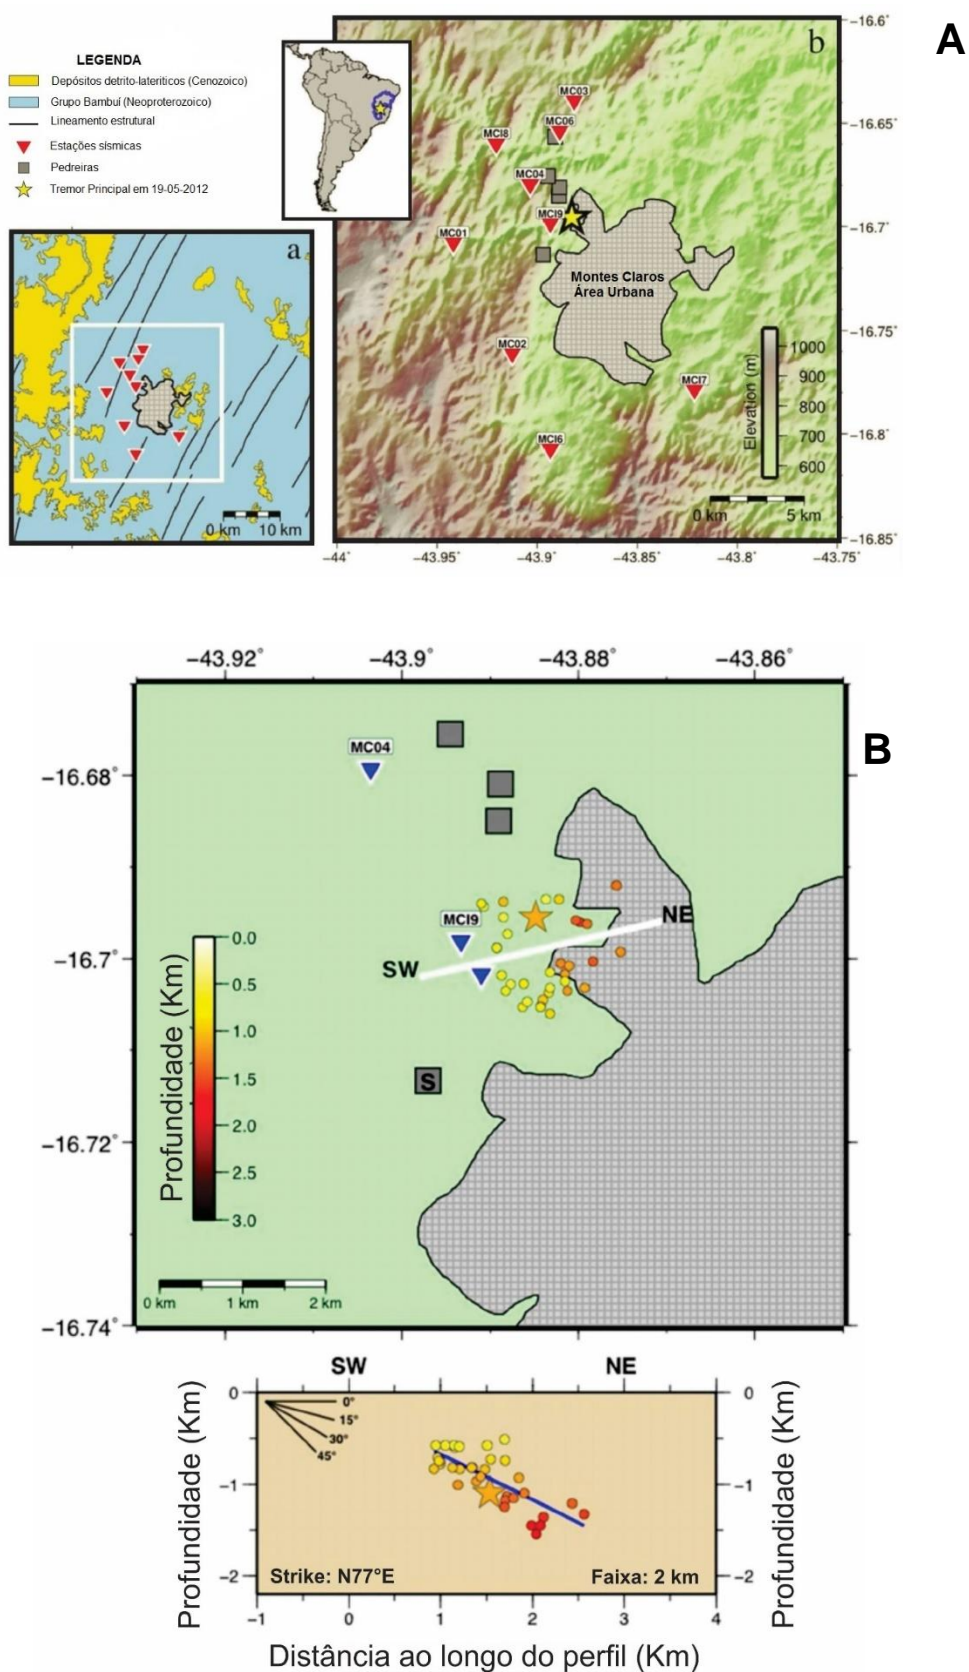 A
LEGENDA
Depósitos detrito-lateriticos (Cenozoico)
Grupo Bambuí (Neoproterozoico)
Lineamento estrutural
Estações sísmicas
Pedreiras
Tremor Principal em 19-05-2012
a
0 km 10 km
b
MC03
MC06
MCI8
MC04
MCI9
MC01
Montes Claros
Área Urbana
MC02
MCI7
MCI6
Elevation (m)
1000
900
800
700
600
0 km 5 km
−16.6°
−16.65°
−16.7°
−16.75°
−16.8°
−16.85°
−44° −43.95° −43.9° −43.85° −43.8° −43.75°
B
−43.92° −43.9° −43.88° −43.86°
−16.68°
−16.7°
−16.72°
−16.74°
MC04
MCI9
SW
NE
S
Profundidade (Km)
0.0
0.5
1.0
1.5
2.0
2.5
3.0
0 km 1 km 2 km
SW NE
Profundidade (Km)
0
−1
−2
0°
15°
30°
45°
Strike: N77°E Faixa: 2 km
0
−1
−2
Profundidade (Km)
−1 0 1 2 3 4
Distância ao longo do perfil (Km)